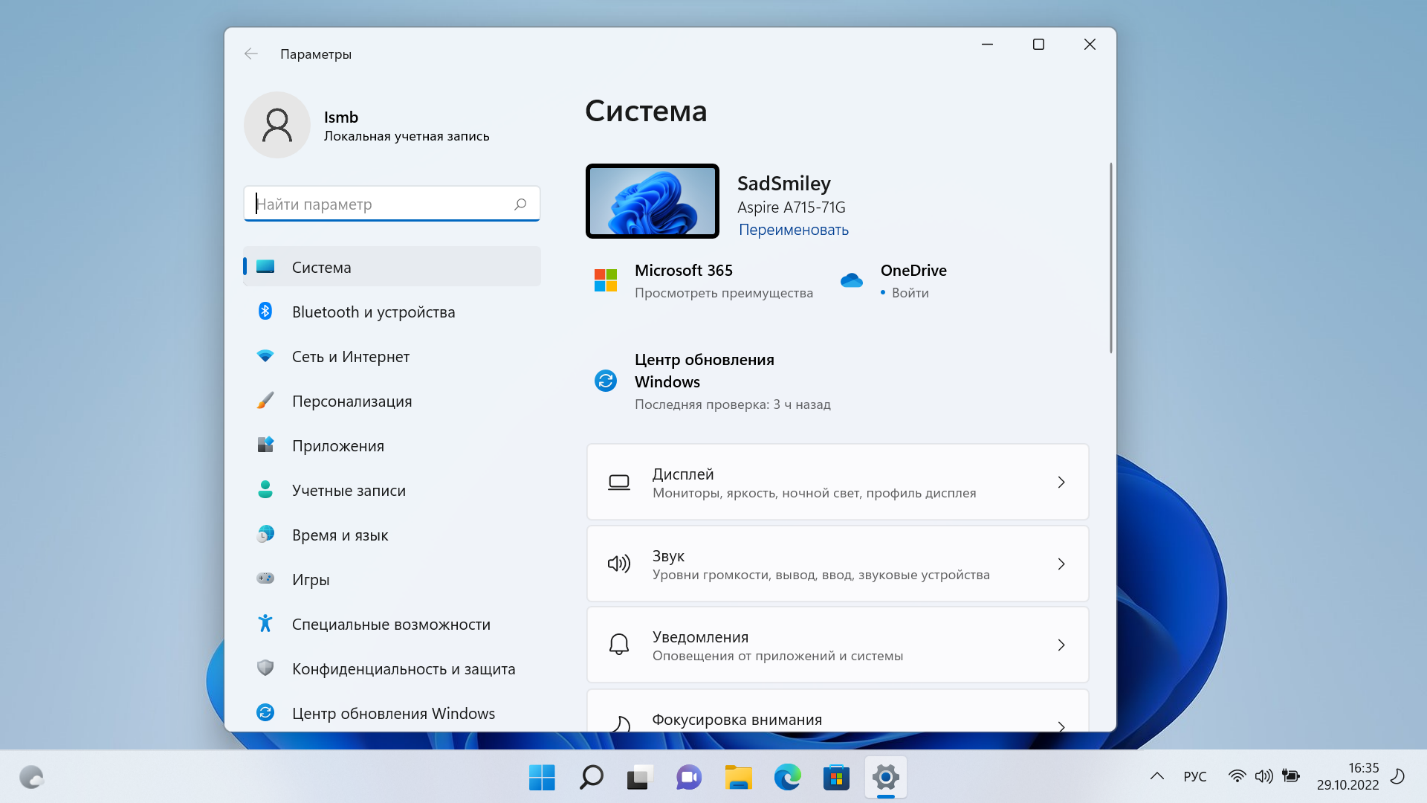 Параметры
Ismb
Локальная учетная запись
Найти параметр
Система
Bluetooth и устройства
Сеть и Интернет
Персонализация
Приложения
Учетные записи
Время и язык
Игры
Специальные возможности
Конфиденциальность и защита
Центр обновления Windows
Система
SadSmiley
Aspire A715-71G
Переименовать
Microsoft 365
Просмотреть преимущества
OneDrive
• Войти
Центр обновления
Windows
Последняя проверка: 3 ч назад
Дисплей
Мониторы, яркость, ночной свет, профиль дисплея
Звук
Уровни громкости, вывод, ввод, звуковые устройства
Уведомления
Оповещения от приложений и системы
Фокусировка внимания
РУС
16:35
29.10.2022